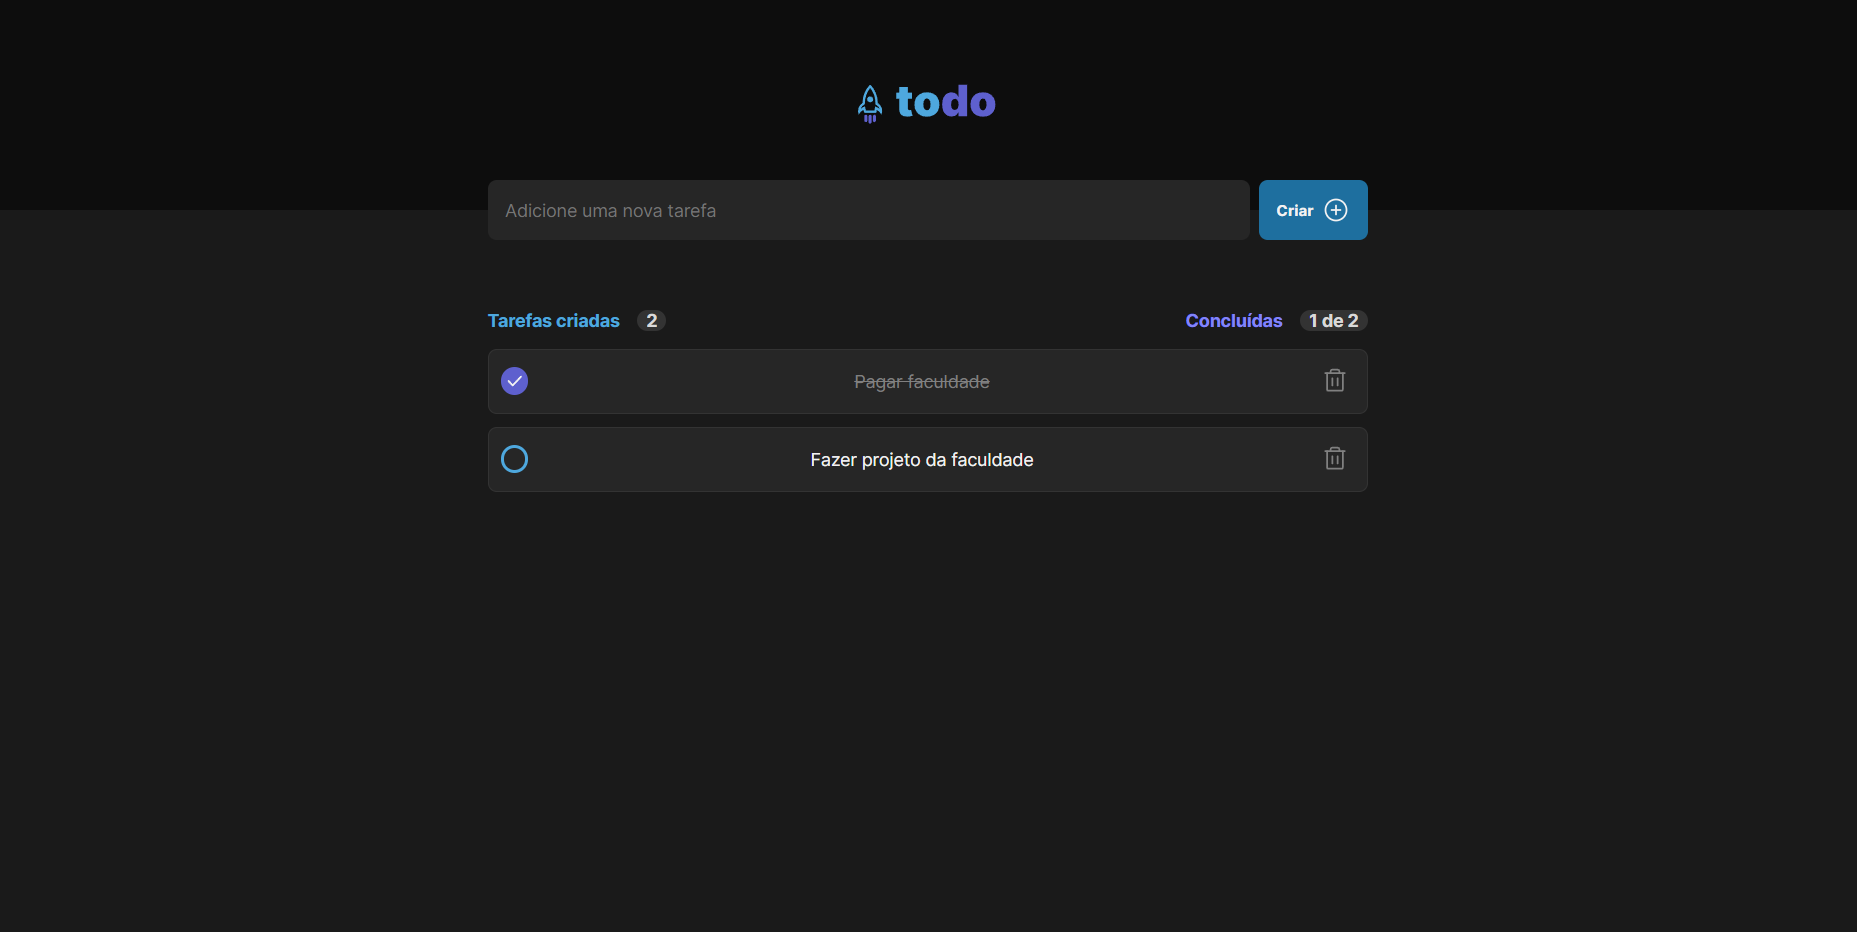 todo
Adicione uma nova tarefa
Criar
Tarefas criadas 2
Concluídas 1 de 2
Pagar faculdade
Fazer projeto da faculdade